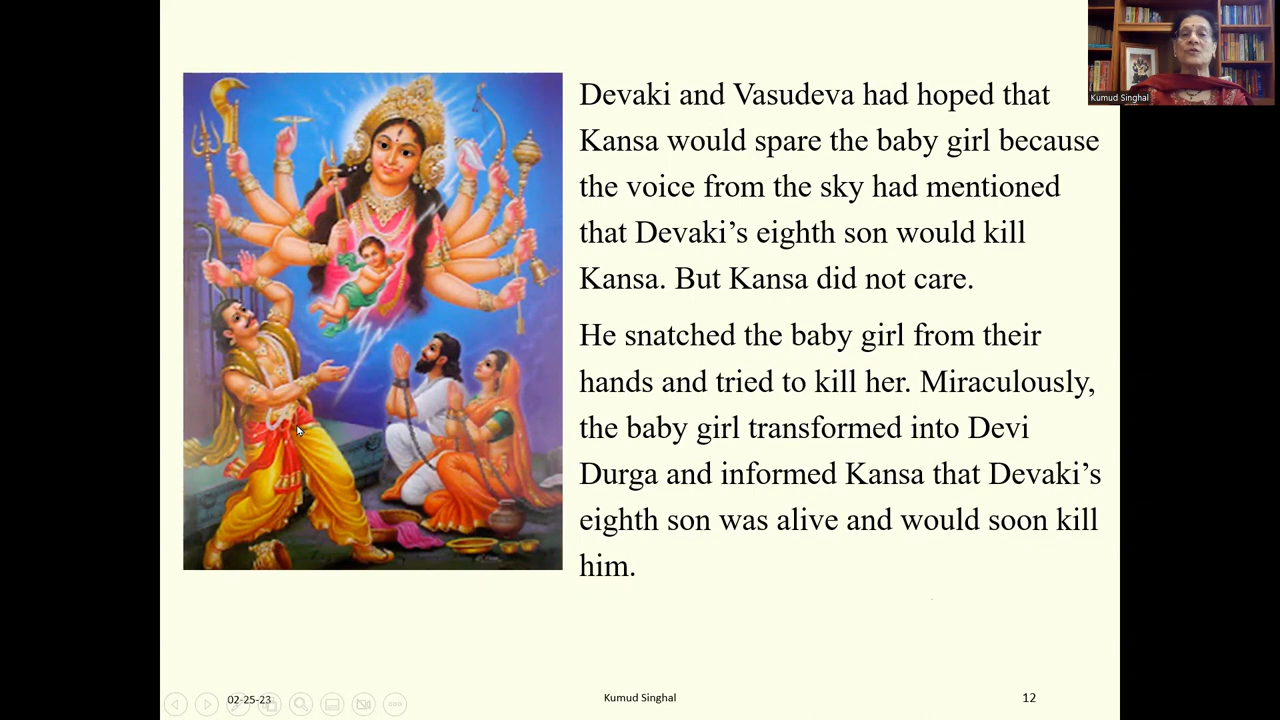 Kumud Singhal
Devaki and Vasudeva had hoped that
Kansa would spare the baby girl because
the voice from the sky had mentioned
that Devaki’s eighth son would kill
Kansa. But Kansa did not care.
He snatched the baby girl from their
hands and tried to kill her. Miraculously,
the baby girl transformed into Devi
Durga and informed Kansa that Devaki’s
eighth son was alive and would soon kill
him.
02-25-23
Kumud Singhal
12